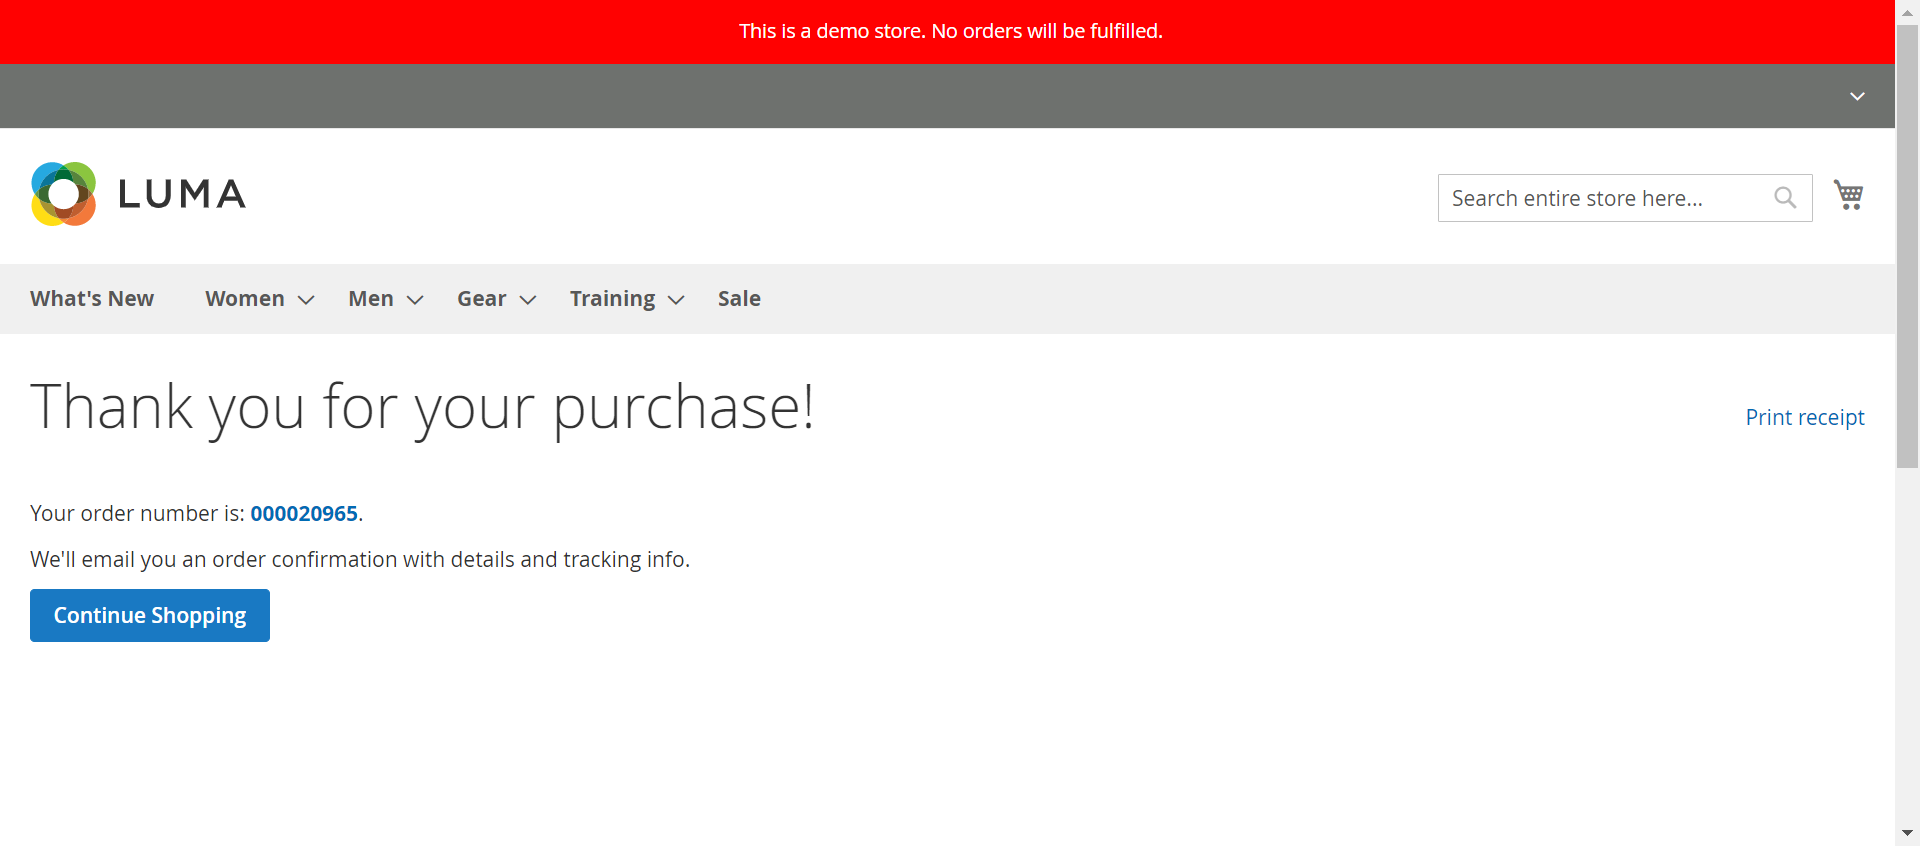 This is a demo store. No orders will be fulfilled.
LUMA
Search entire store here...
What's New Women Men Gear Training Sale
Thank you for your purchase!
Print receipt
Your order number is: 000020965.
We'll email you an order confirmation with details and tracking info.
Continue Shopping